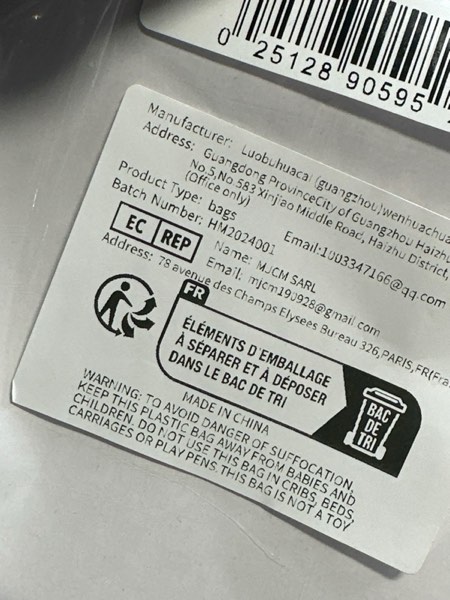 0 25128 90595
Manufacturer: Luobuhuacai (guangzhou)wenhuachua
Address: Guangdong ProvinceCity of Guangzhou Haizhu
No.5,No.583 Xinjiao Middle Road, Haizhu District,
(Office only)
Product Type: bags
Email:1003347166@qq.com
Batch Number: HM2024001
EC REP
Name: MJCM SARL
Email: mjcm190928@gmail.com
Address: 78 avenue des Champs Elysees Bureau 326,PARIS,FR(Fra
FR
ÉLÉMENTS D'EMBALLAGE
À SÉPARER ET À DÉPOSER
DANS LE BAC DE TRI
BAC
DE
TRI
MADE IN CHINA
WARNING: TO AVOID DANGER OF SUFFOCATION,
KEEP THIS PLASTIC BAG AWAY FROM BABIES AND
CHILDREN. DO NOT USE THIS BAG IN CRIBS, BEDS,
CARRIAGES OR PLAY PENS. THIS BAG IS NOT A TOY